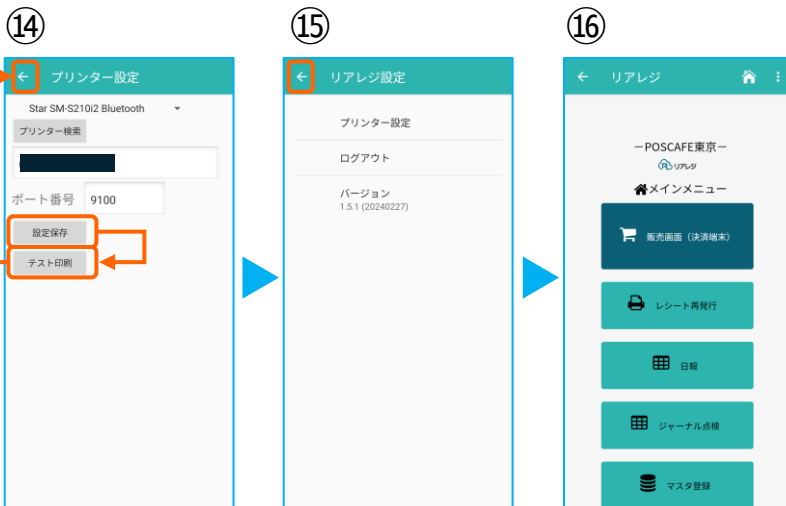 ⑭
プリンター設定
Star SM-S210i2 Bluetooth
プリンター検索
ポート番号 9100
設定保存
テスト印刷
⑮
リアレジ設定
プリンター設定
ログアウト
バージョン
1.5.1 (20240227)
⑯
リアレジ
－POSCAFE東京－
リアレジ
メインメニュー
販売画面（決済端末）
レシート再発行
日報
ジャーナル点検
マスタ登録